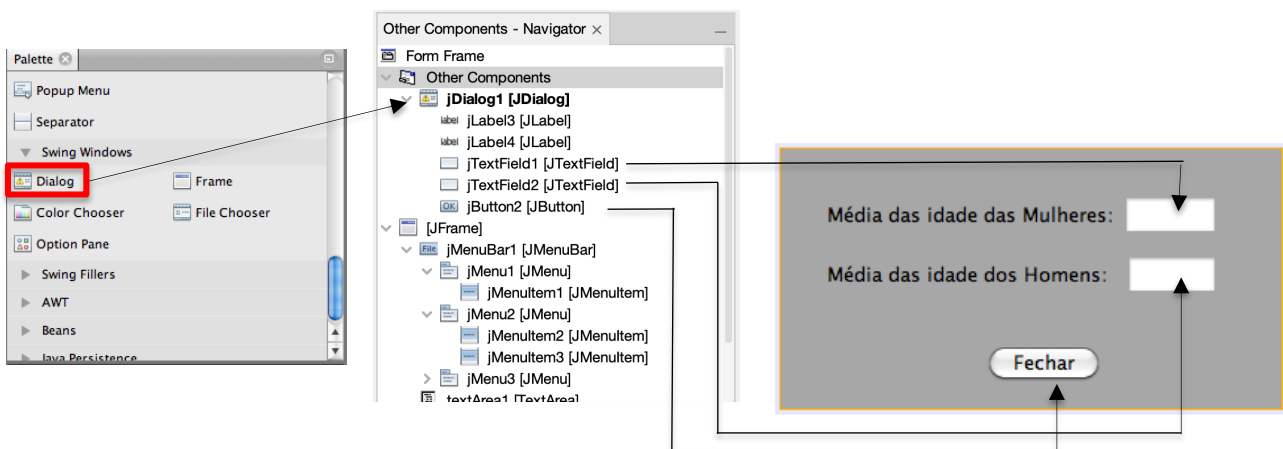 Palette
Popup Menu
Separator
Swing Windows
Dialog
Frame
Color Chooser
File Chooser
Option Pane
Swing Fillers
AWT
Beans
Java Persistence
Other Components - Navigator ×
Form Frame
Other Components
jDialog1 [JDialog]
label jLabel3 [JLabel]
label jLabel4 [JLabel]
jTextField1 [JTextField]
jTextField2 [JTextField]
OK jButton2 [JButton]
[JFrame]
File jMenuBar1 [JMenuBar]
jMenu1 [JMenu]
jMenuItem1 [JMenuItem]
jMenu2 [JMenu]
jMenuItem2 [JMenuItem]
jMenuItem3 [JMenuItem]
jMenu3 [JMenu]
textArea1 [TextArea]
Média das idade das Mulheres:
Média das idade dos Homens:
Fechar